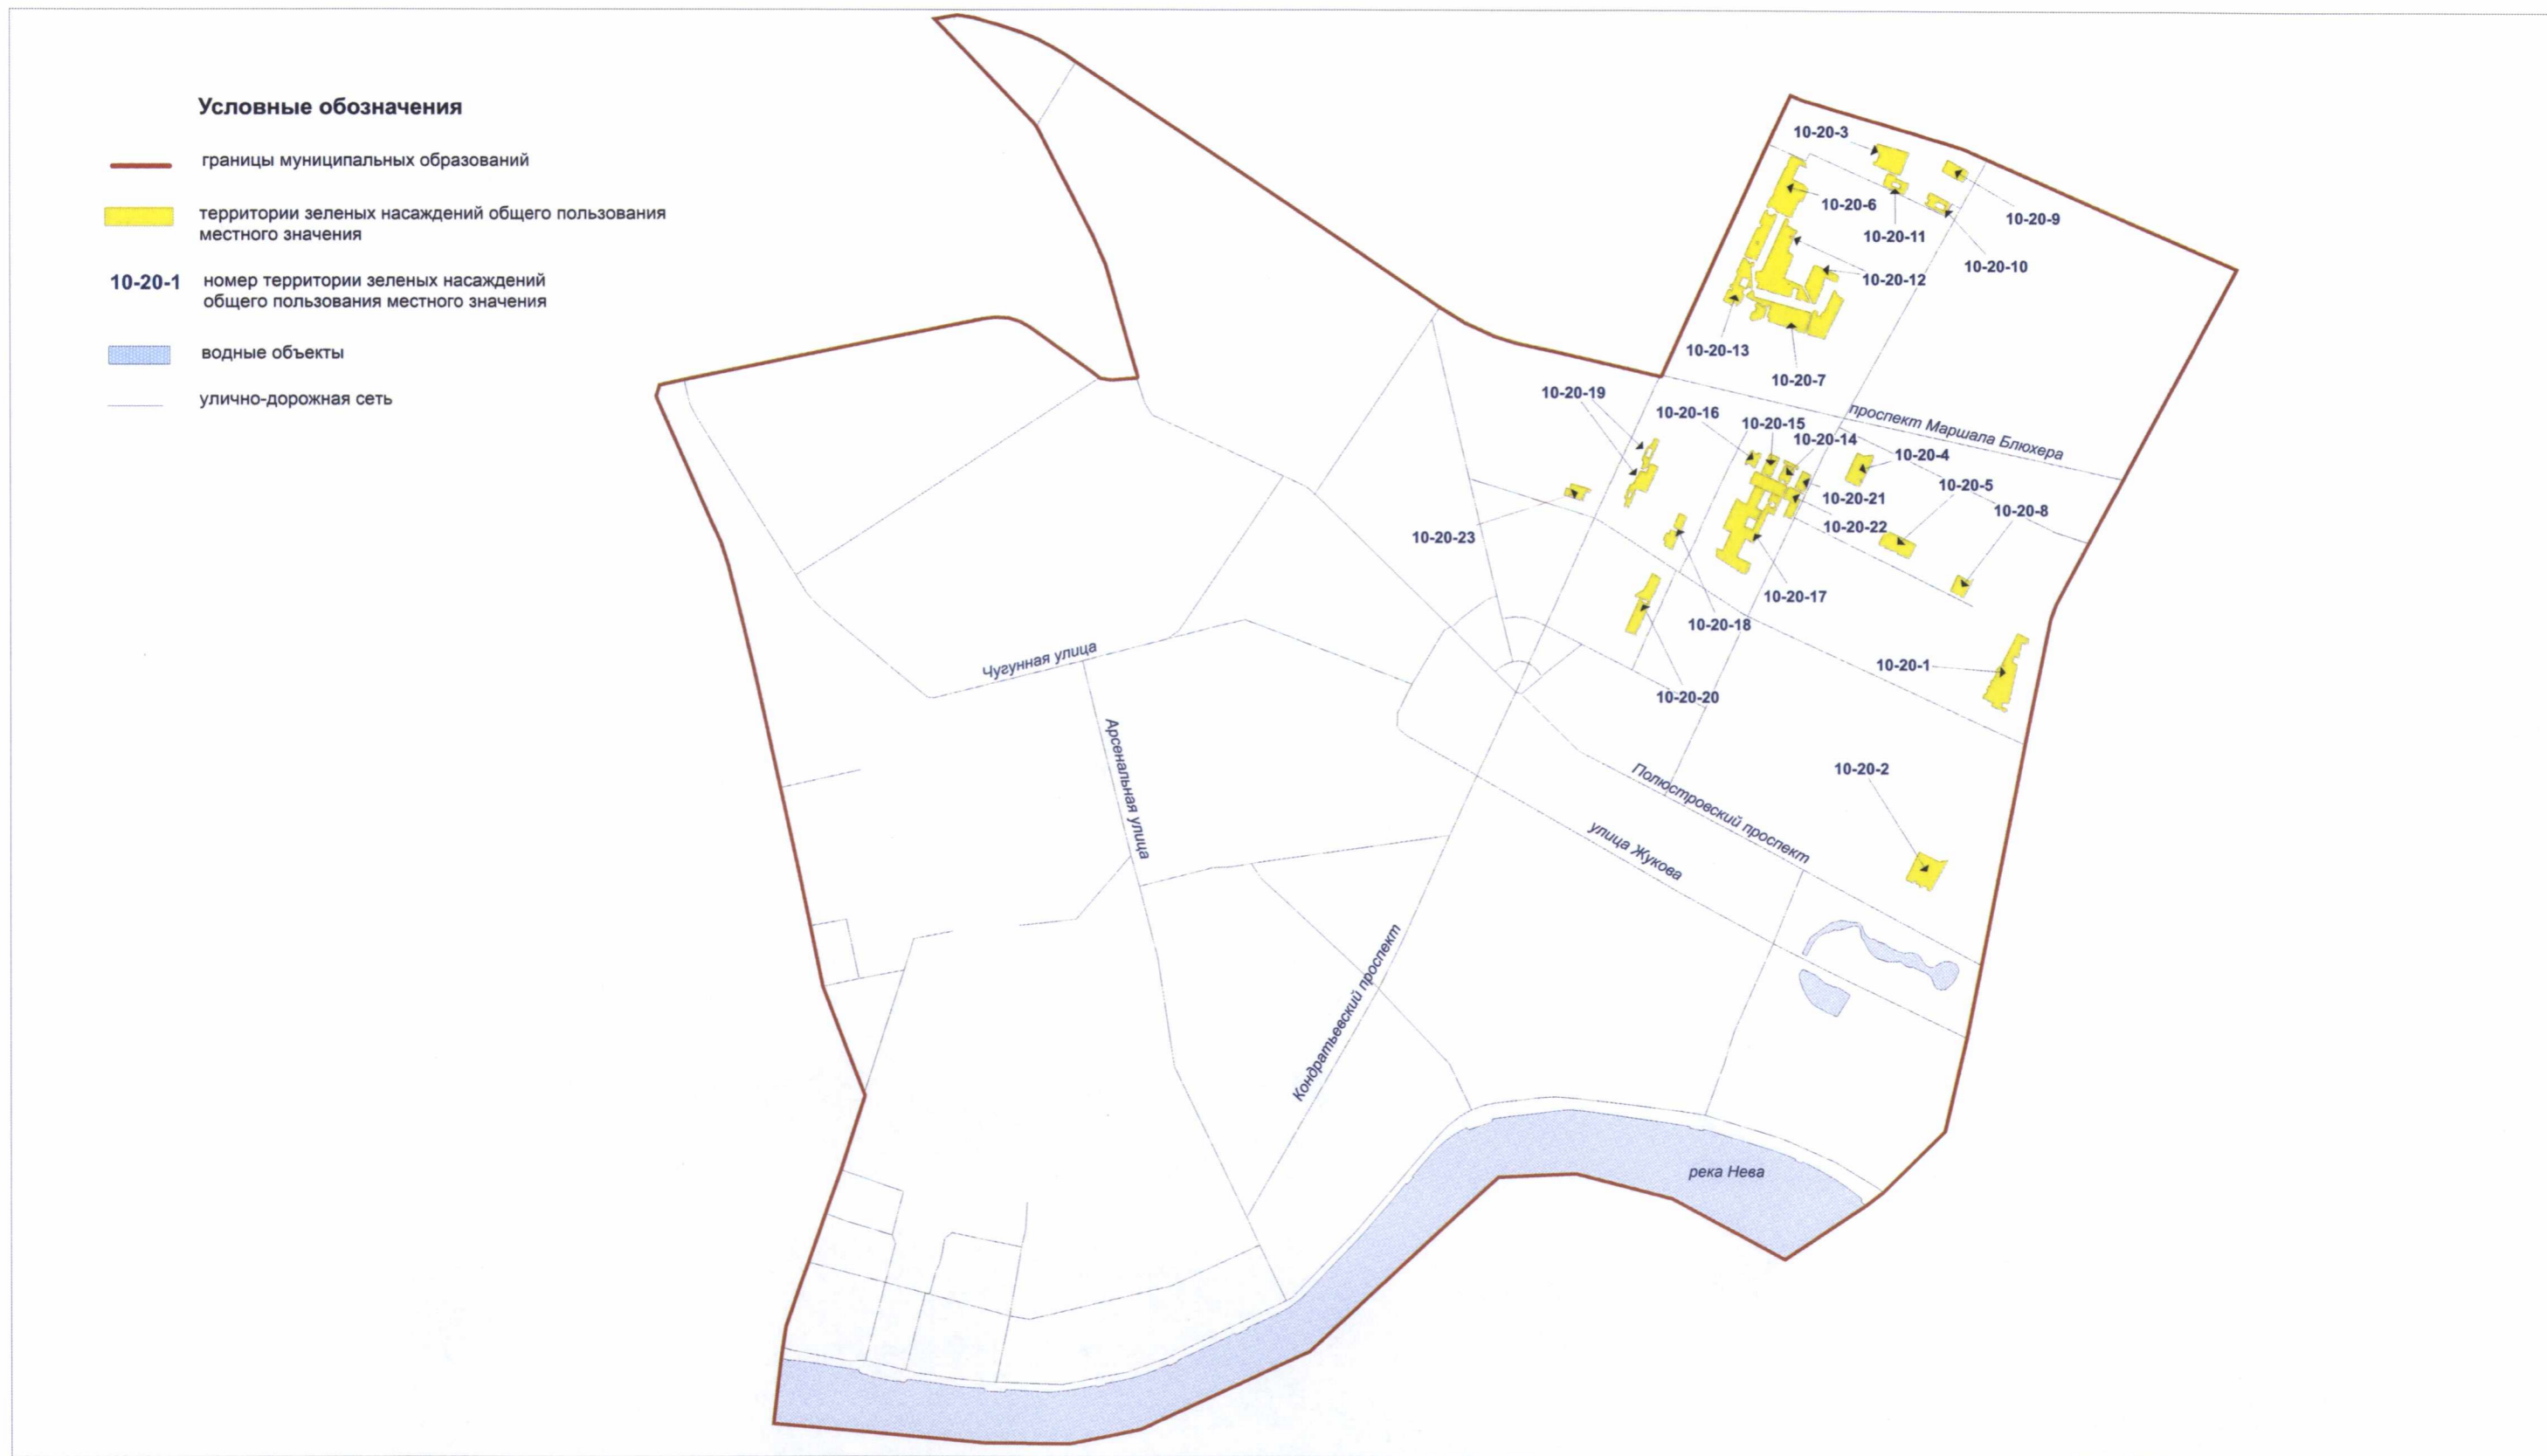 Условные обозначения
границы муниципальных образований
территории зеленых насаждений общего пользования
местного значения
10-20-1
номер территории зеленых насаждений
общего пользования местного значения
водные объекты
улично-дорожная сеть
10-20-3
10-20-6
10-20-9
10-20-11
10-20-10
10-20-12
10-20-13
10-20-7
10-20-19
10-20-16
10-20-15
10-20-14
проспект Маршала Блюхера
10-20-4
10-20-5
10-20-21
10-20-8
10-20-22
10-20-23
10-20-17
10-20-18
Чугунная улица
10-20-1
10-20-20
Арсенальная улица
10-20-2
Полюстровский проспект
улица Жукова
Кондратьевский проспект
река Нева